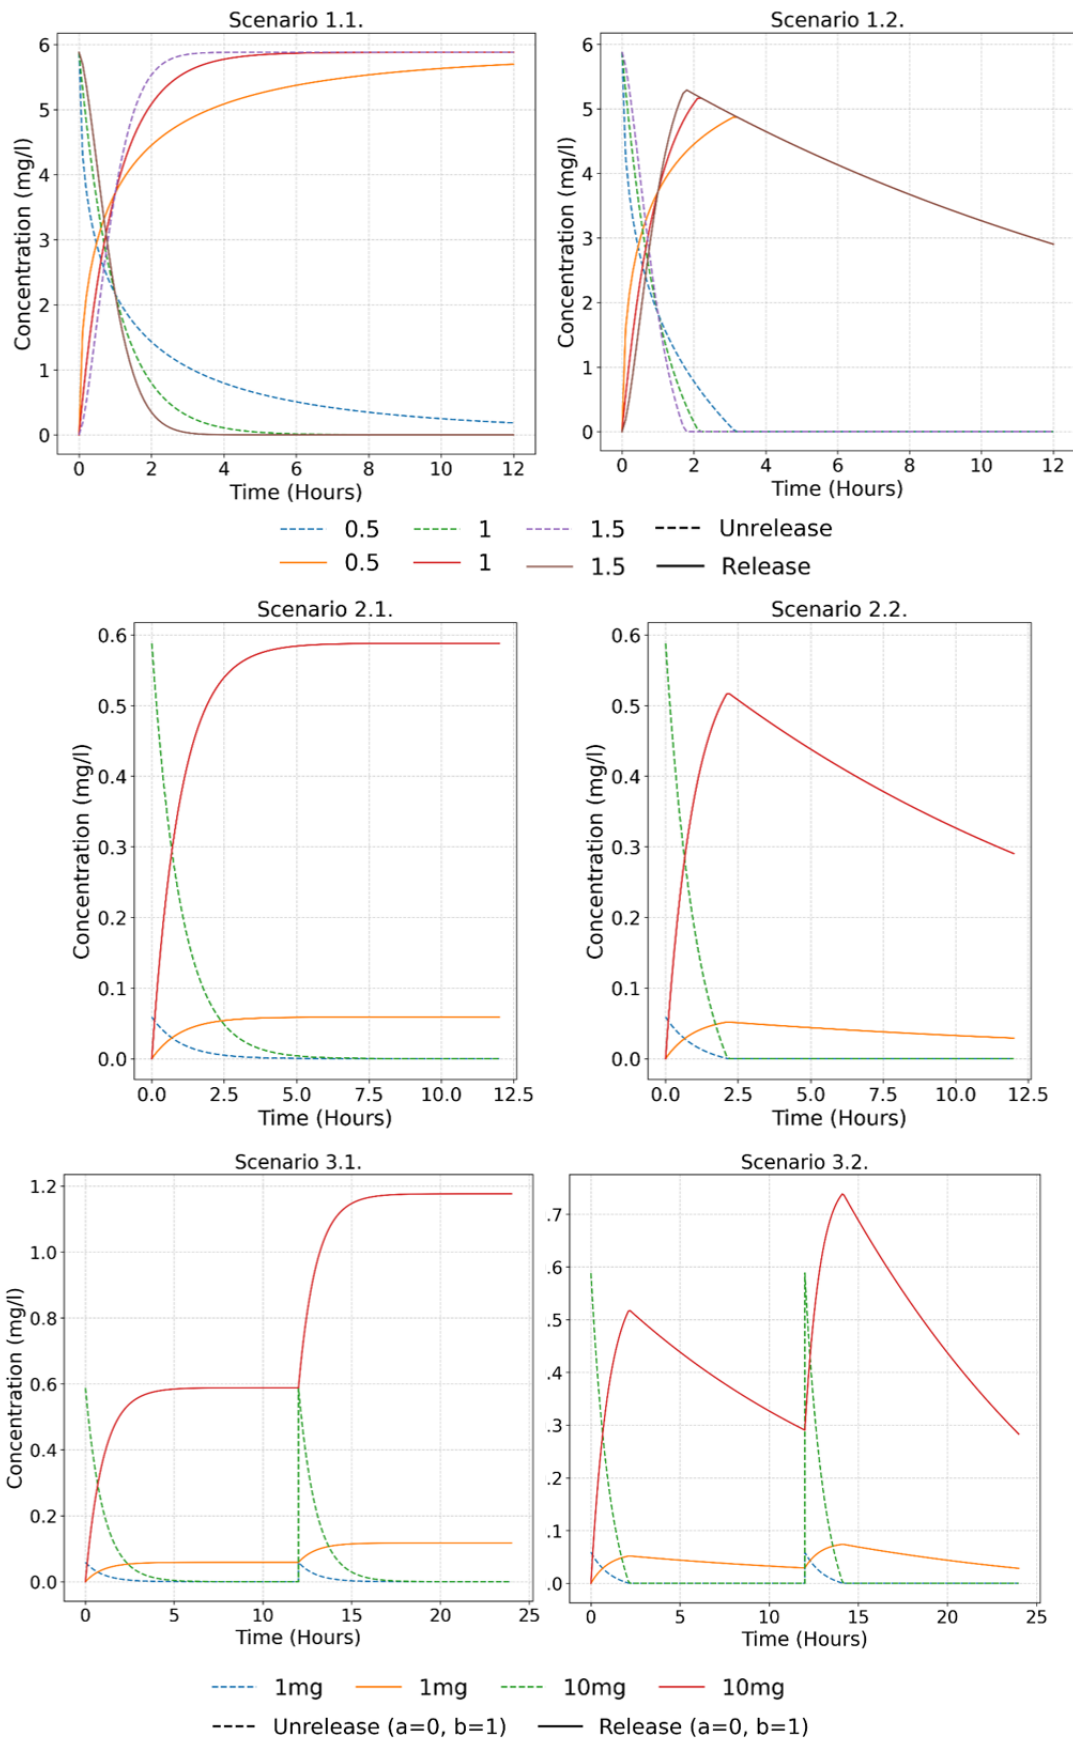 Scenario 1.1.
6
5
4
3
2
1
0
Concentration (mg/l)
0 2 4 6 8 10 12
Time (Hours)
Scenario 1.2.
6
5
4
3
2
1
0
Concentration (mg/l)
0 2 4 6 8 10 12
Time (Hours)
0.5 1 1.5 Unrelease
0.5 1 1.5 Release
Scenario 2.1.
0.6
0.5
0.4
0.3
0.2
0.1
0.0
Concentration (mg/l)
0.0 2.5 5.0 7.5 10.0 12.5
Time (Hours)
Scenario 2.2.
0.6
0.5
0.4
0.3
0.2
0.1
0.0
Concentration (mg/l)
0.0 2.5 5.0 7.5 10.0 12.5
Time (Hours)
Scenario 3.1.
1.2
1.0
0.8
0.6
0.4
0.2
0.0
Concentration (mg/l)
0 5 10 15 20 25
Time (Hours)
Scenario 3.2.
.7
.6
.5
.4
.3
.2
.1
.0
0 5 10 15 20 25
Time (Hours)
1mg 1mg 10mg 10mg
Unrelease (a=0, b=1) Release (a=0, b=1)